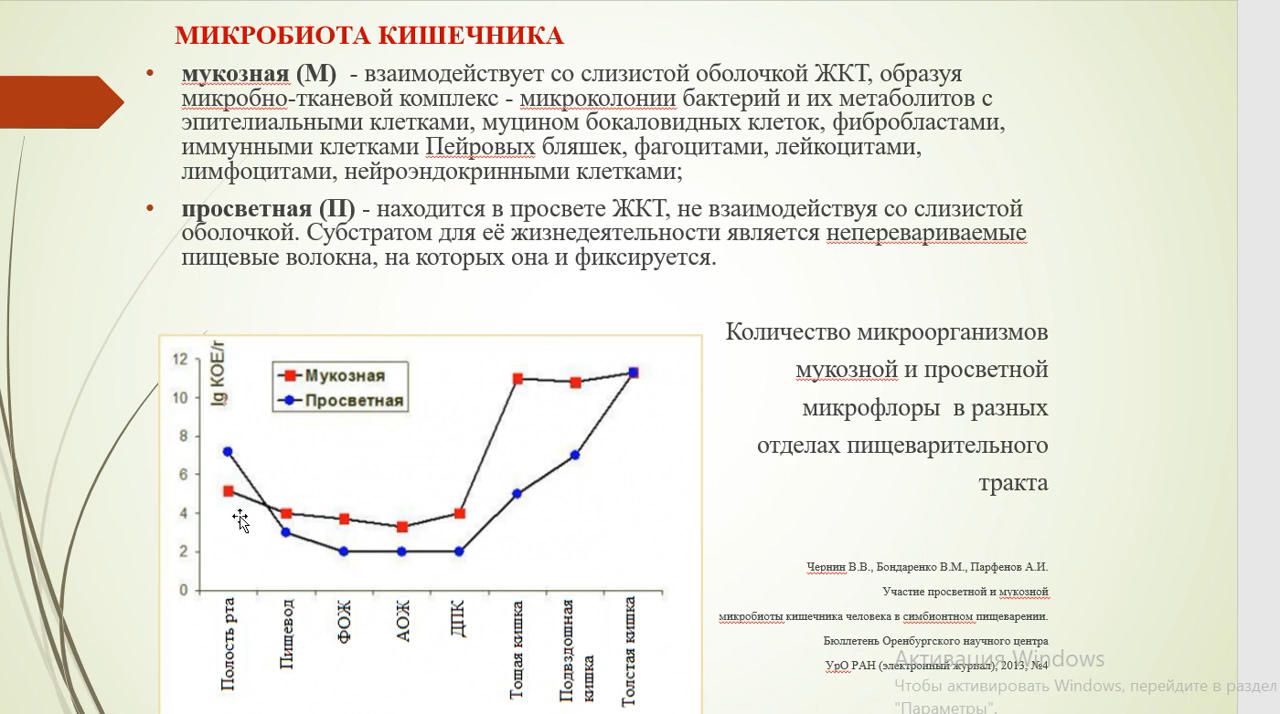 МИКРОБИОТА КИШЕЧНИКА
• мукозная (М) - взаимодействует со слизистой оболочкой ЖКТ, образуя
микробно-тканевой комплекс - микроколонии бактерий и их метаболитов с
эпителиальными клетками, муцином бокаловидных клеток, фибробластами,
иммунными клетками Пейровых бляшек, фагоцитами, лейкоцитами,
лимфоцитами, нейроэндокринными клетками;
• просветная (П) - находится в просвете ЖКТ, не взаимодействуя со слизистой
оболочкой. Субстратом для её жизнедеятельности является неперевариваемые
пищевые волокна, на которых она и фиксируется.
Количество микроорганизмов
мукозной и просветной
микрофлоры в разных
отделах пищеварительного
тракта
lg КОЕ/г
12
10
8
6
4
2
0
Мукозная
Просветная
Полость рта
Пищевод
ФОЖ
АОЖ
ДПК
Тощая кишка
Подвздошная
кишка
Толстая кишка
Чернин В.В., Бондаренко В.М., Парфенов А.И.
Участие просветной и мукозной
микробиоты кишечника человека в симбионтном пищеварении.
Бюллетень Оренбургского научного центра
УрО РАН (электронный журнал), 2013, №4
Активация Windows
Чтобы активировать Windows, перейдите в раздел
"Параметры".